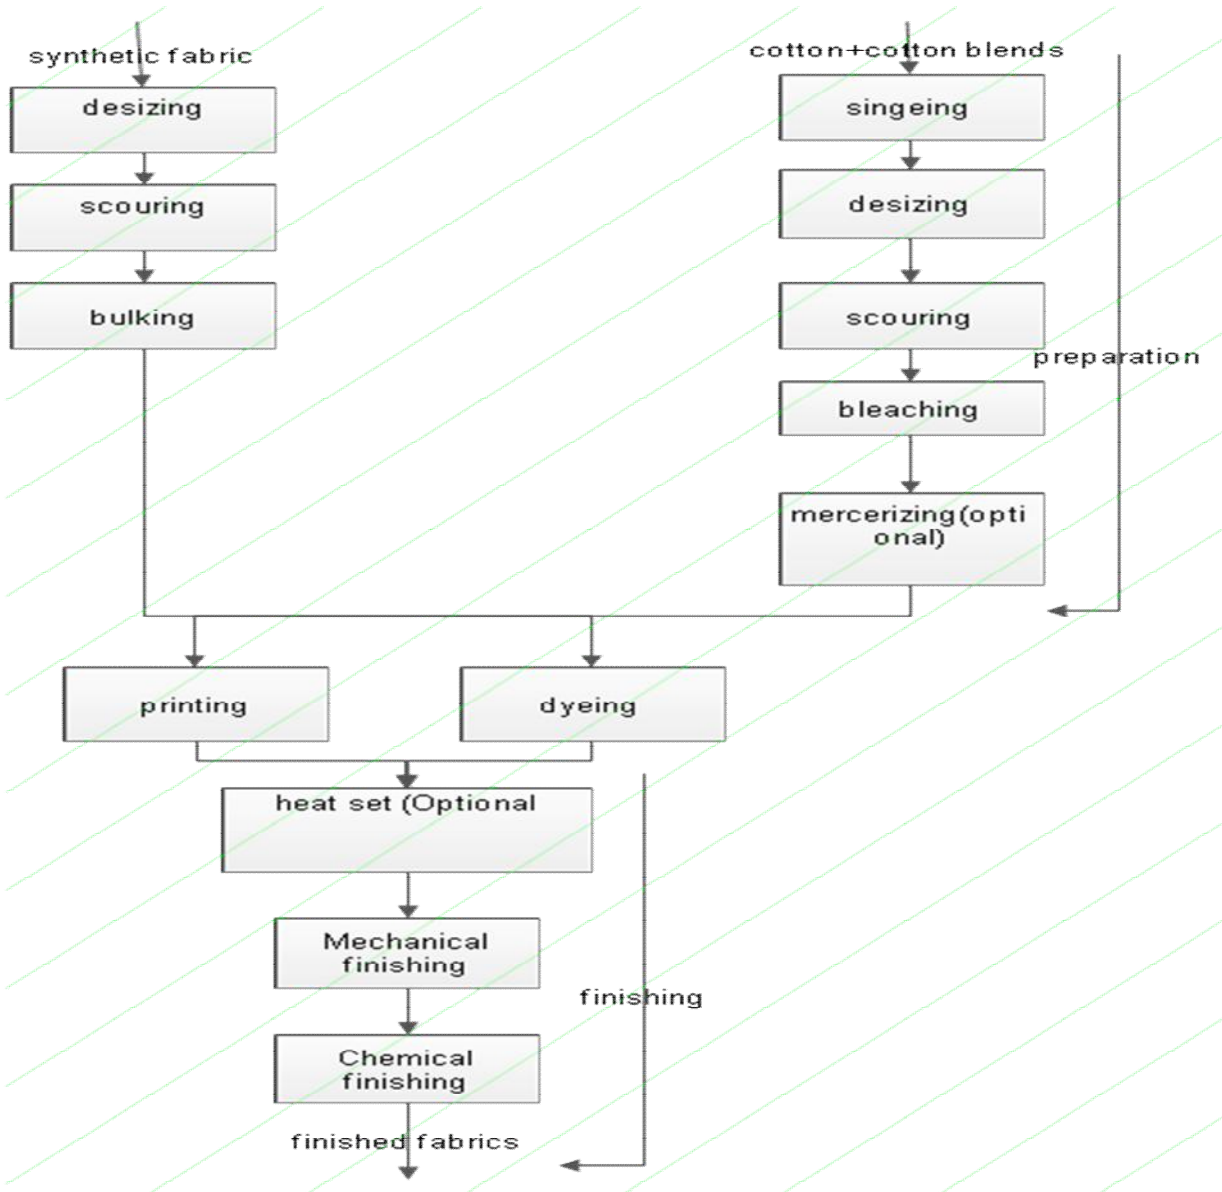 synthetic fabric
cotton+cotton blends
desizing
singeing
scouring
desizing
bulking
scouring
preparation
bleaching
mercerizing(opti
onal)
printing
dyeing
heat set (Optional
Mechanical
finishing
finishing
Chemical
finishing
finished fabrics